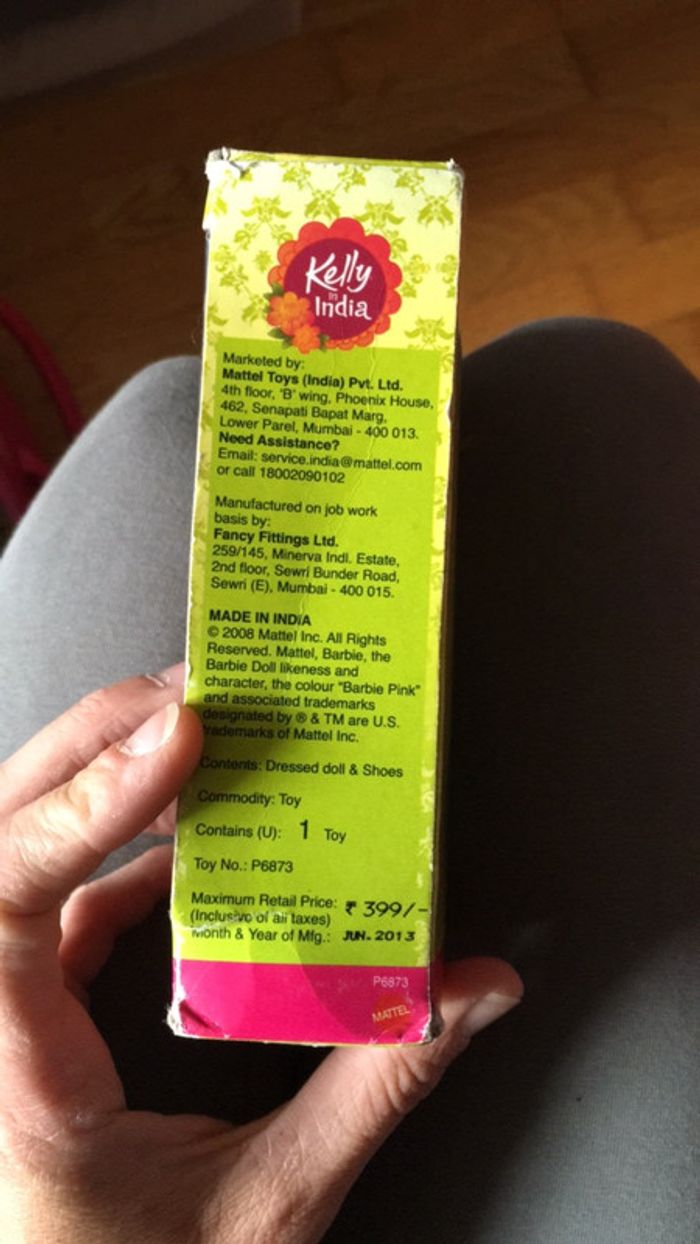 Kelly
in
India
Marketed by:
Mattel Toys (India) Pvt. Ltd.
4th floor, 'B' wing, Phoenix House,
462, Senapati Bapat Marg,
Lower Parel, Mumbai - 400 013.
Need Assistance?
Email: service.india@mattel.com
or call 18002090102
Manufactured on job work
basis by:
Fancy Fittings Ltd.
259/145, Minerva Indl. Estate,
2nd floor, Sewri Bunder Road,
Sewri (E), Mumbai - 400 015.
MADE IN INDIA
© 2008 Mattel Inc. All Rights
Reserved. Mattel, Barbie, the
Barbie Doll likeness and
character, the colour "Barbie Pink"
and associated trademarks
designated by ® & TM are U.S.
trademarks of Mattel Inc.
Contents: Dressed doll & Shoes
Commodity: Toy
Contains (U): 1 Toy
Toy No.: P6873
Maximum Retail Price: ₹ 399/-
(Inclusive of all taxes)
Month & Year of Mfg.: JUN. 2013
P6873
MATTEL